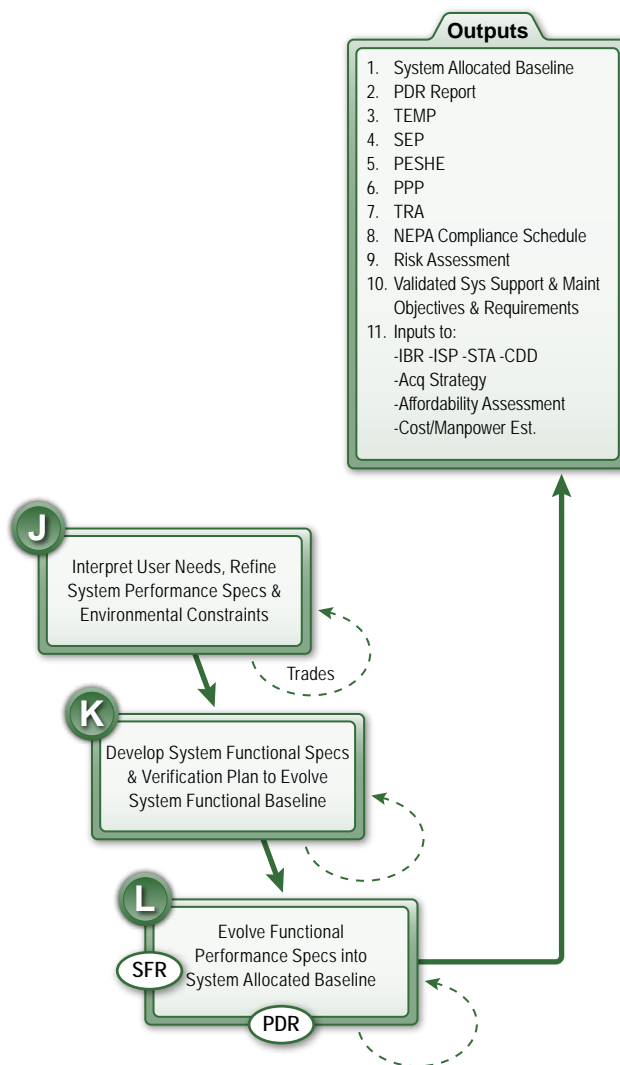 Outputs
1. System Allocated Baseline
2. PDR Report
3. TEMP
4. SEP
5. PESHE
6. PPP
7. TRA
8. NEPA Compliance Schedule
9. Risk Assessment
10. Validated Sys Support & Maint
Objectives & Requirements
11. Inputs to:
-IBR -ISP -STA -CDD
-Acq Strategy
-Affordability Assessment
-Cost/Manpower Est.
J
Interpret User Needs, Refine
System Performance Specs &
Environmental Constraints
Trades
K
Develop System Functional Specs
& Verification Plan to Evolve
System Functional Baseline
L
Evolve Functional
Performance Specs into
System Allocated Baseline
SFR
PDR